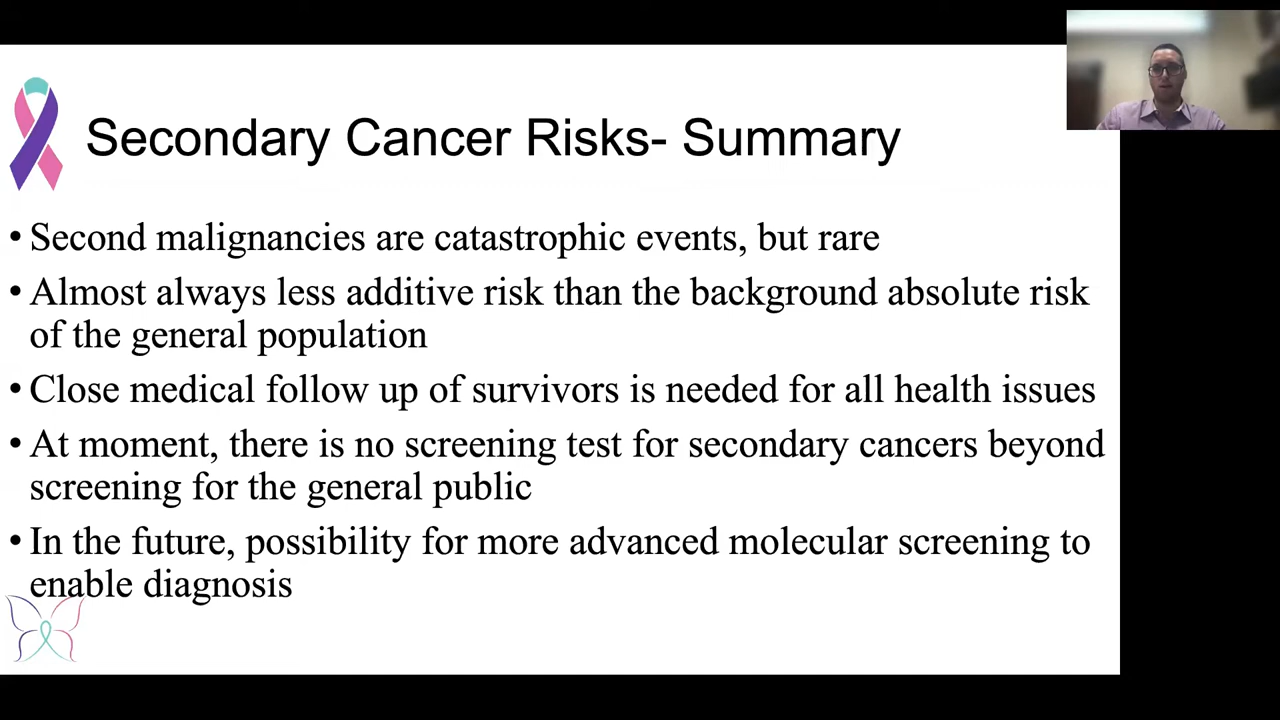 Secondary Cancer Risks- Summary
• Second malignancies are catastrophic events, but rare
• Almost always less additive risk than the background absolute risk
of the general population
• Close medical follow up of survivors is needed for all health issues
• At moment, there is no screening test for secondary cancers beyond
screening for the general public
• In the future, possibility for more advanced molecular screening to
enable diagnosis